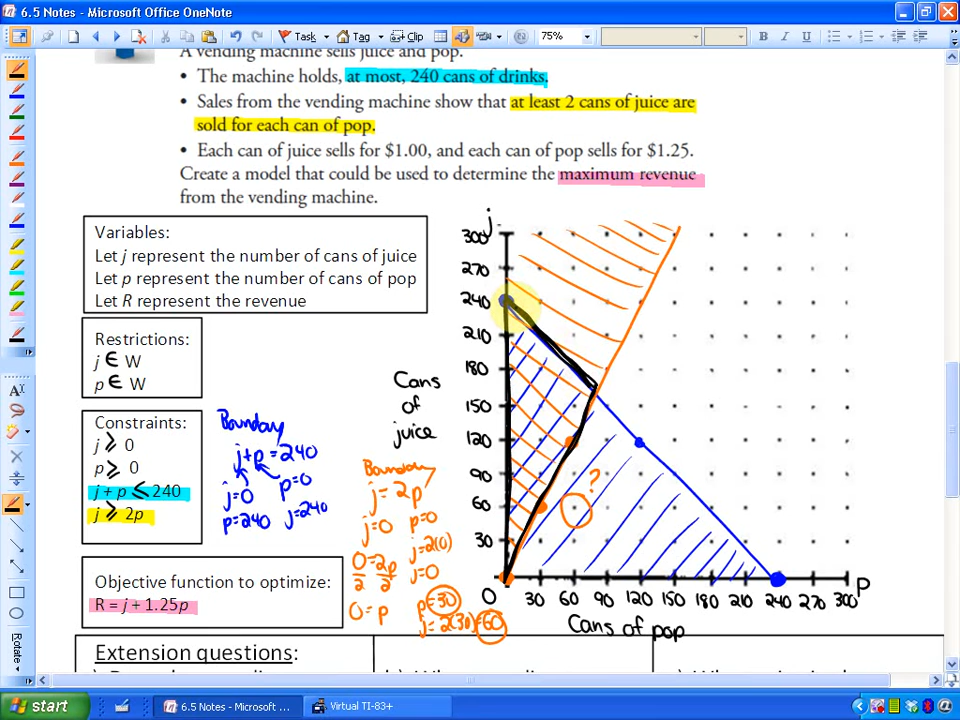 6.5 Notes - Microsoft Office OneNote
Task
Tag
Clip
75%
B I U
A vending machine sells juice and pop.
• The machine holds, at most, 240 cans of drinks.
• Sales from the vending machine show that at least 2 cans of juice are
sold for each can of pop.
• Each can of juice sells for $1.00, and each can of pop sells for $1.25.
Create a model that could be used to determine the maximum revenue
from the vending machine.
Variables:
Let j represent the number of cans of juice
Let p represent the number of cans of pop
Let R represent the revenue
Restrictions:
j ∈ W
p ∈ W
Constraints:
j ≥ 0
p ≥ 0
j + p ≤ 240
j ≥ 2p
Objective function to optimize:
R = j + 1.25p
Boundary
j+p = 240
j=0
p=240
p=0
j=240
Boundary
j = 2p
j=0
0=2p
2 2
0=p
p=0
j=2(0)
j=0
p=30
j=2(30)=60
Cans
of
juice
j
300
270
240
210
180
150
120
90
60
30
0
?
30 60 90 120 150 180 210 240 270 300 p
Cans of pop
Extension questions:
Rotate
start
6.5 Notes - Microsoft ...
Virtual TI-83+
9:00 AM